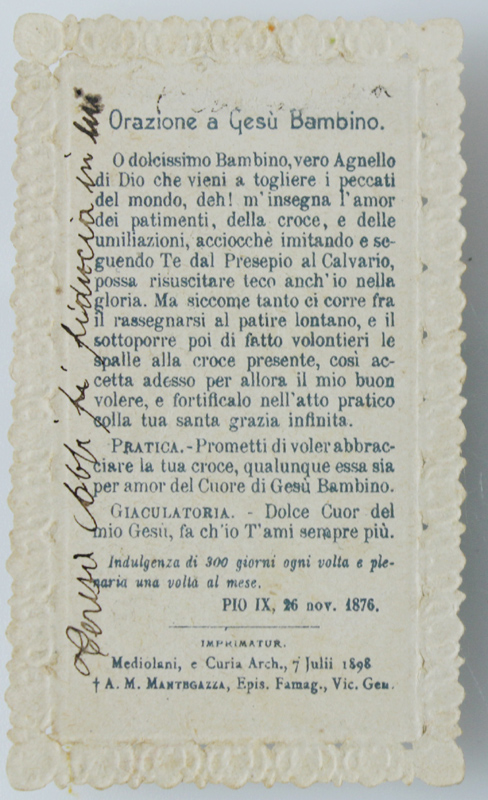 Orazione a Gesù Bambino.
O dolcissimo Bambino, vero Agnello
di Dio che vieni a togliere i peccati
del mondo, deh! m'insegna l'amor
dei patimenti, della croce, e delle
umiliazioni, acciocchè imitando e se-
guendo Te dal Presepio al Calvario,
possa risuscitare teco anch'io nella
gloria. Ma siccome tanto ci corre fra
il rassegnarsi al patire lontano, e il
sottoporre poi di fatto volontieri le
spalle alla croce presente, così ac-
cetta adesso per allora il mio buon
volere, e fortificalo nell'atto pratico
colla tua santa grazia infinita.
PRATICA.-Prometti di voler abbrac-
ciare la tua croce, qualunque essa sia
per amor del Cuore di Gesù Bambino.
GIACULATORIA. - Dolce Cuor del
mio Gesù, fa ch'io T'ami sempre più.
Indulgenza di 300 giorni ogni volta e ple-
naria una volta al mese.
PIO IX, 26 nov. 1876.
IMPRIMATUR.
Mediolani, e Curia Arch., 7 Julii 1898
† A. M. MANTEGAZZA, Epis. Famag., Vic. Gen.
Teresa abbi fiducia in lui